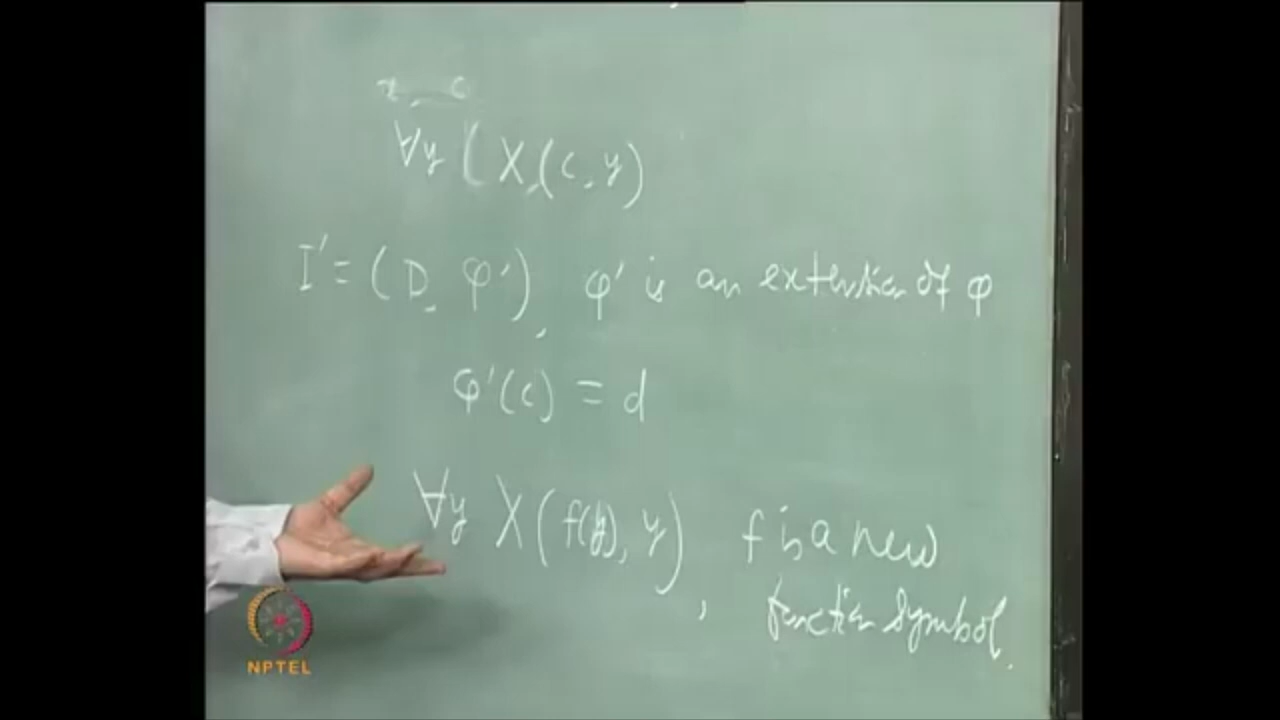 x c
∀y ( X (c, y)
I' = (D, φ'), φ' is an extension of φ
φ'(c) = d
∀y X (f(y), y), f is a new
function symbol.
NPTEL